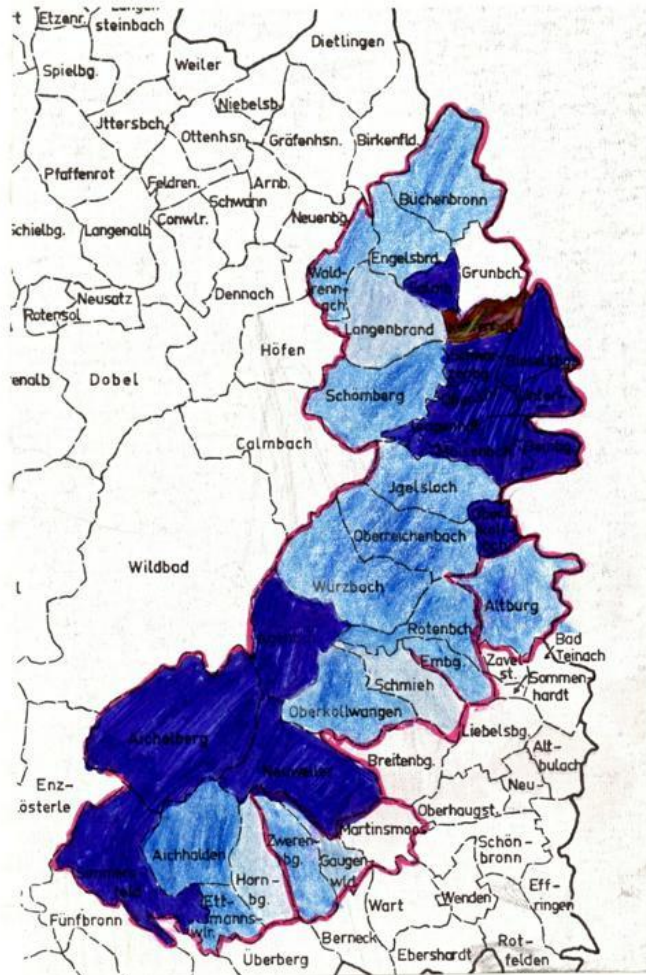 Etzenr.
steinbach
Dietlingen
Spielbg.
Weiler
Niebelsb.
Jttersbch.
Ottenhsn.
Gräfenhsn.
Birkenfld.
Pfaffenrot
Feldren.
Arnb.
Schwann
Büchenbronn
Schielbg.
Langenalb
Conwlr.
Neuenbg.
Engelsbrd.
Wald-
renn-
ach
Grunbch.
Dennach
Neusatz
Rotensol
Langenbrand
Höfen
Dobel
Schömberg
Calmbach
Jgelsloch
Oberreichenbach
Wildbad
Würzbach
Altburg
Rotenbch.
Bad
Teinach
Embg.
Zavel-
st.
Schmieh
Sommen-
hardt
Oberkollwangen
Liebelsbg.
Aichelberg
Breitenbg.
Alt-
bulach
Neuweiler
Enz-
klösterle
Neu-
Oberhaugst.
Martinsmoos
Aichhalden
Zweren-
bg.
Schön-
bronn
Gaugen-
wld.
Horn-
bg.
Eff-
ringen
Ett-
manns-
wlr.
Wart
Wenden
Fünfbronn
Berneck
Überberg
Ebershardt
Rot-
felden